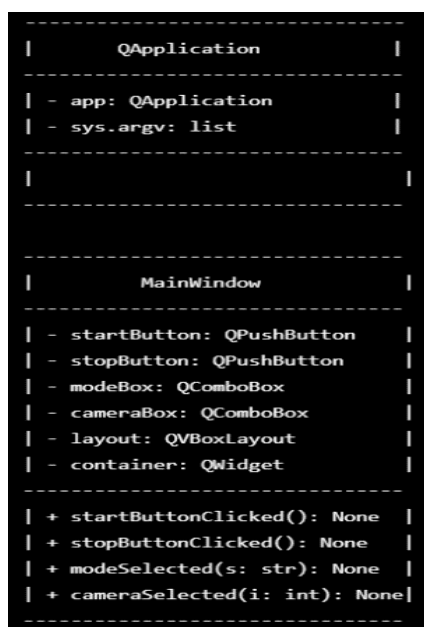 --------------------------------
|        QApplication           |
--------------------------------
| - app: QApplication           |
| - sys.argv: list              |
--------------------------------
|                                |
--------------------------------
--------------------------------
|          MainWindow            |
--------------------------------
| - startButton: QPushButton     |
| - stopButton: QPushButton      |
| - modeBox: QComboBox           |
| - cameraBox: QComboBox         |
| - layout: QVBoxLayout          |
| - container: QWidget           |
--------------------------------
| + startButtonClicked(): None   |
| + stopButtonClicked(): None    |
| + modeSelected(s: str): None   |
| + cameraSelected(i: int): None|
--------------------------------